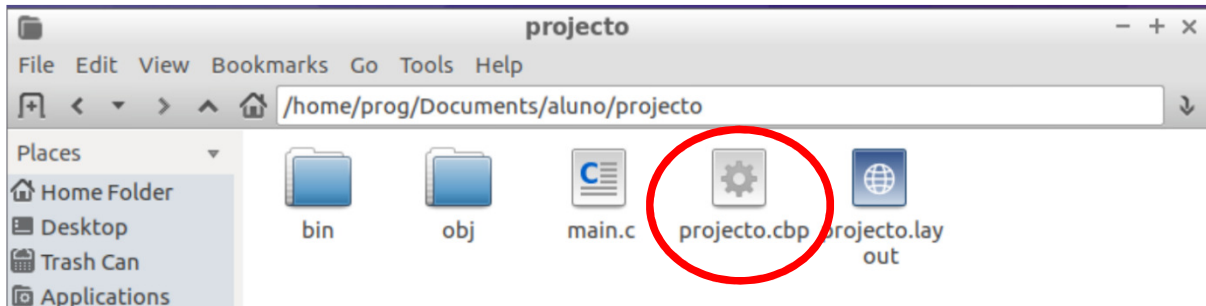 projecto
File Edit View Bookmarks Go Tools Help
/home/prog/Documents/aluno/projecto
Places
Home Folder
Desktop
Trash Can
Applications
bin
obj
main.c
projecto.cbp
projecto.lay
out